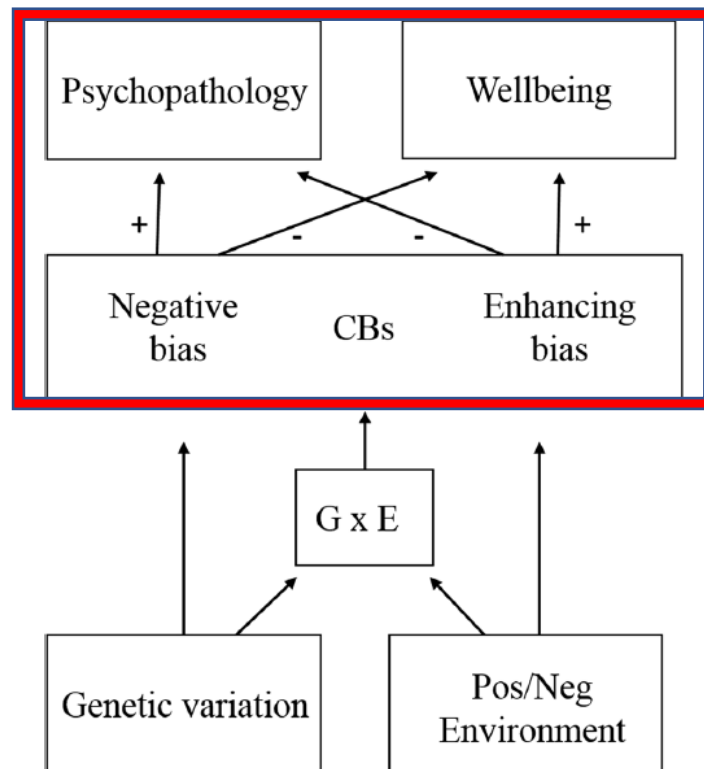 Psychopathology
Wellbeing
+
-
-
+
Negative
bias
CBs
Enhancing
bias
G x E
Genetic variation
Pos/Neg
Environment